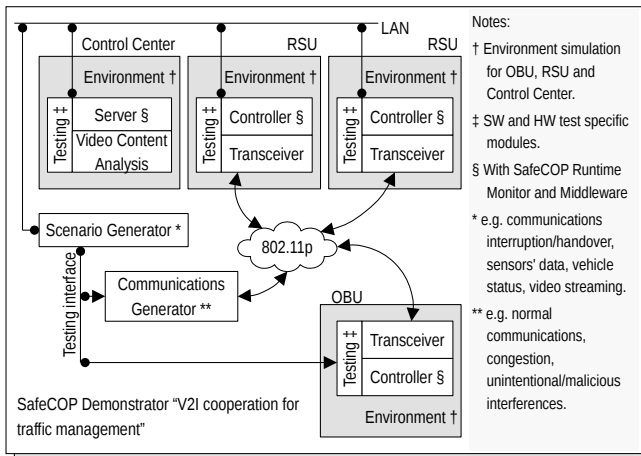 LAN
Control Center
RSU
RSU
Environment †
Environment †
Environment †
Testing ‡
Server §
Video Content
Analysis
Testing ‡
Controller §
Transceiver
Testing ‡
Controller §
Transceiver
Scenario Generator *
802.11p
Testing interface
Communications
Generator **
OBU
Testing ‡
Transceiver
Controller §
Environment †
SafeCOP Demonstrator “V2I cooperation for
traffic management”
Notes:
† Environment simulation
for OBU, RSU and
Control Center.
‡ SW and HW test specific
modules.
§ With SafeCOP Runtime
Monitor and Middleware
* e.g. communications
interruption/handover,
sensors' data, vehicle
status, video streaming.
** e.g. normal
communications,
congestion,
unintentional/malicious
interferences.